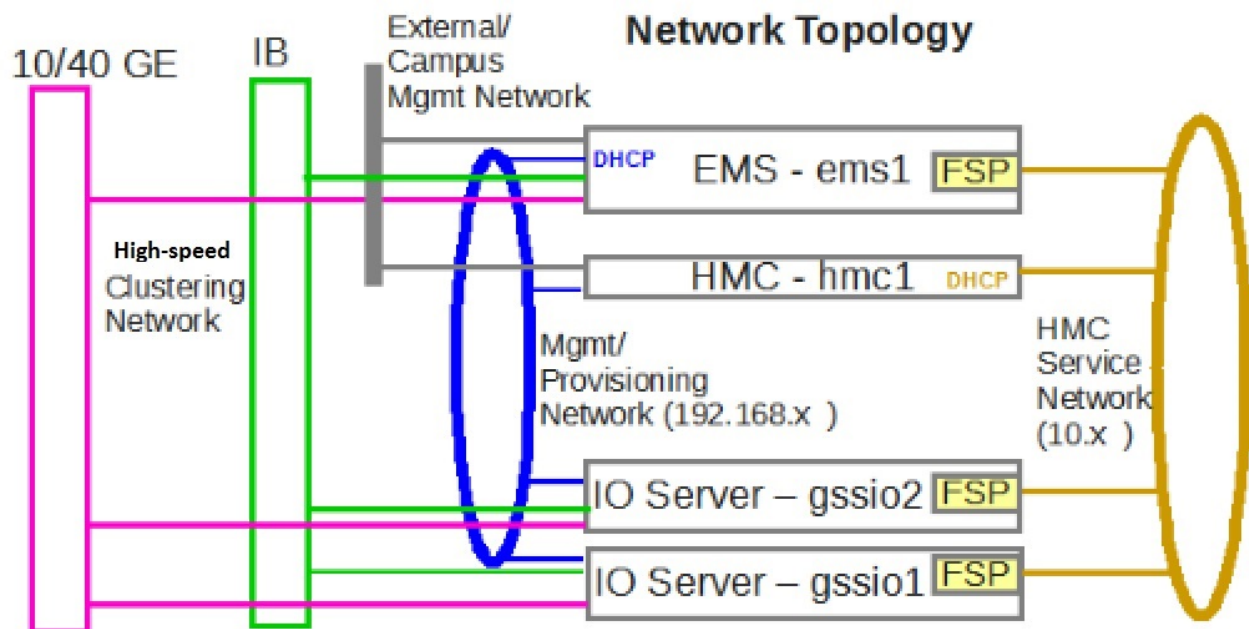 Network Topology
10/40 GE
IB
External/
Campus
Mgmt Network
DHCP
EMS - ems1
FSP
High-speed
Clustering
Network
HMC - hmc1
DHCP
Mgmt/
Provisioning
Network (192.168.x )
HMC
Service
Network
(10.x )
IO Server – gssio2
FSP
IO Server – gssio1
FSP